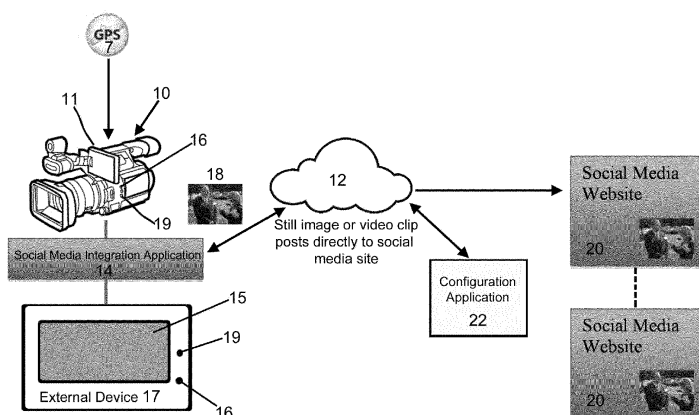 GPS
7
11
10
16
18
19
12
Social Media Integration Application
14
Still image or video clip
posts directly to social
media site
Configuration
Application
22
Social Media
Website
20
15
19
16
External Device 17
Social Media
Website
20